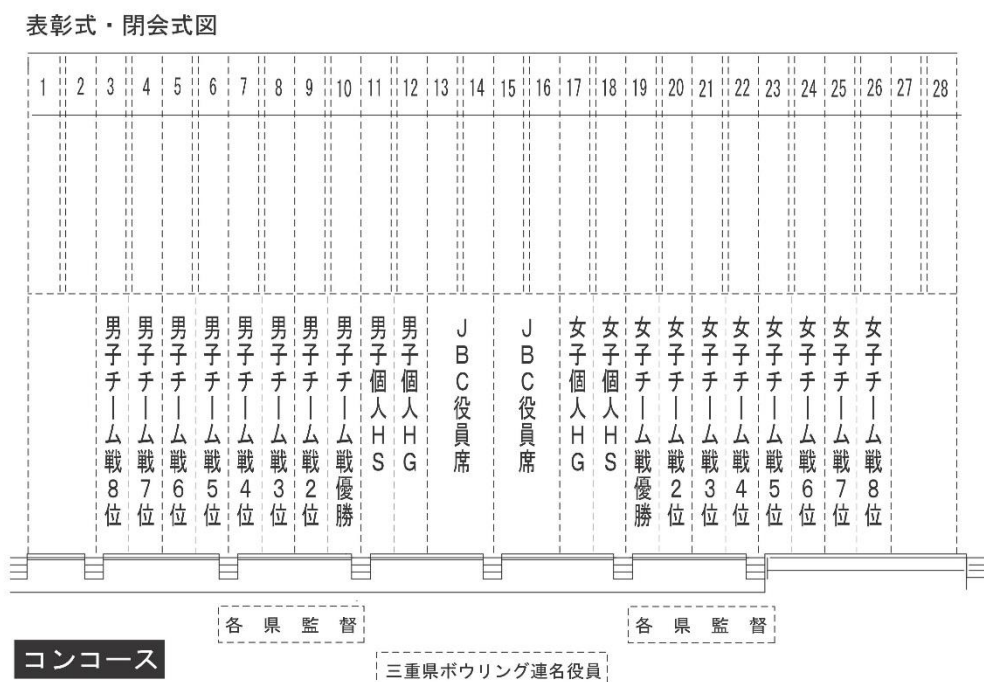 表彰式・閉会式図
1 2 3 4 5 6 7 8 9 10 11 12 13 14 15 16 17 18 19 20 21 22 23 24 25 26 27 28
男子チーム戦8位
男子チーム戦7位
男子チーム戦6位
男子チーム戦5位
男子チーム戦4位
男子チーム戦3位
男子チーム戦2位
男子チーム戦優勝
男子個人HS
男子個人HG
JBC役員席
JBC役員席
女子個人HG
女子個人HS
女子チーム戦優勝
女子チーム戦2位
女子チーム戦3位
女子チーム戦4位
女子チーム戦5位
女子チーム戦6位
女子チーム戦7位
女子チーム戦8位
各県監督
各県監督
コンコース
三重県ボウリング連名役員